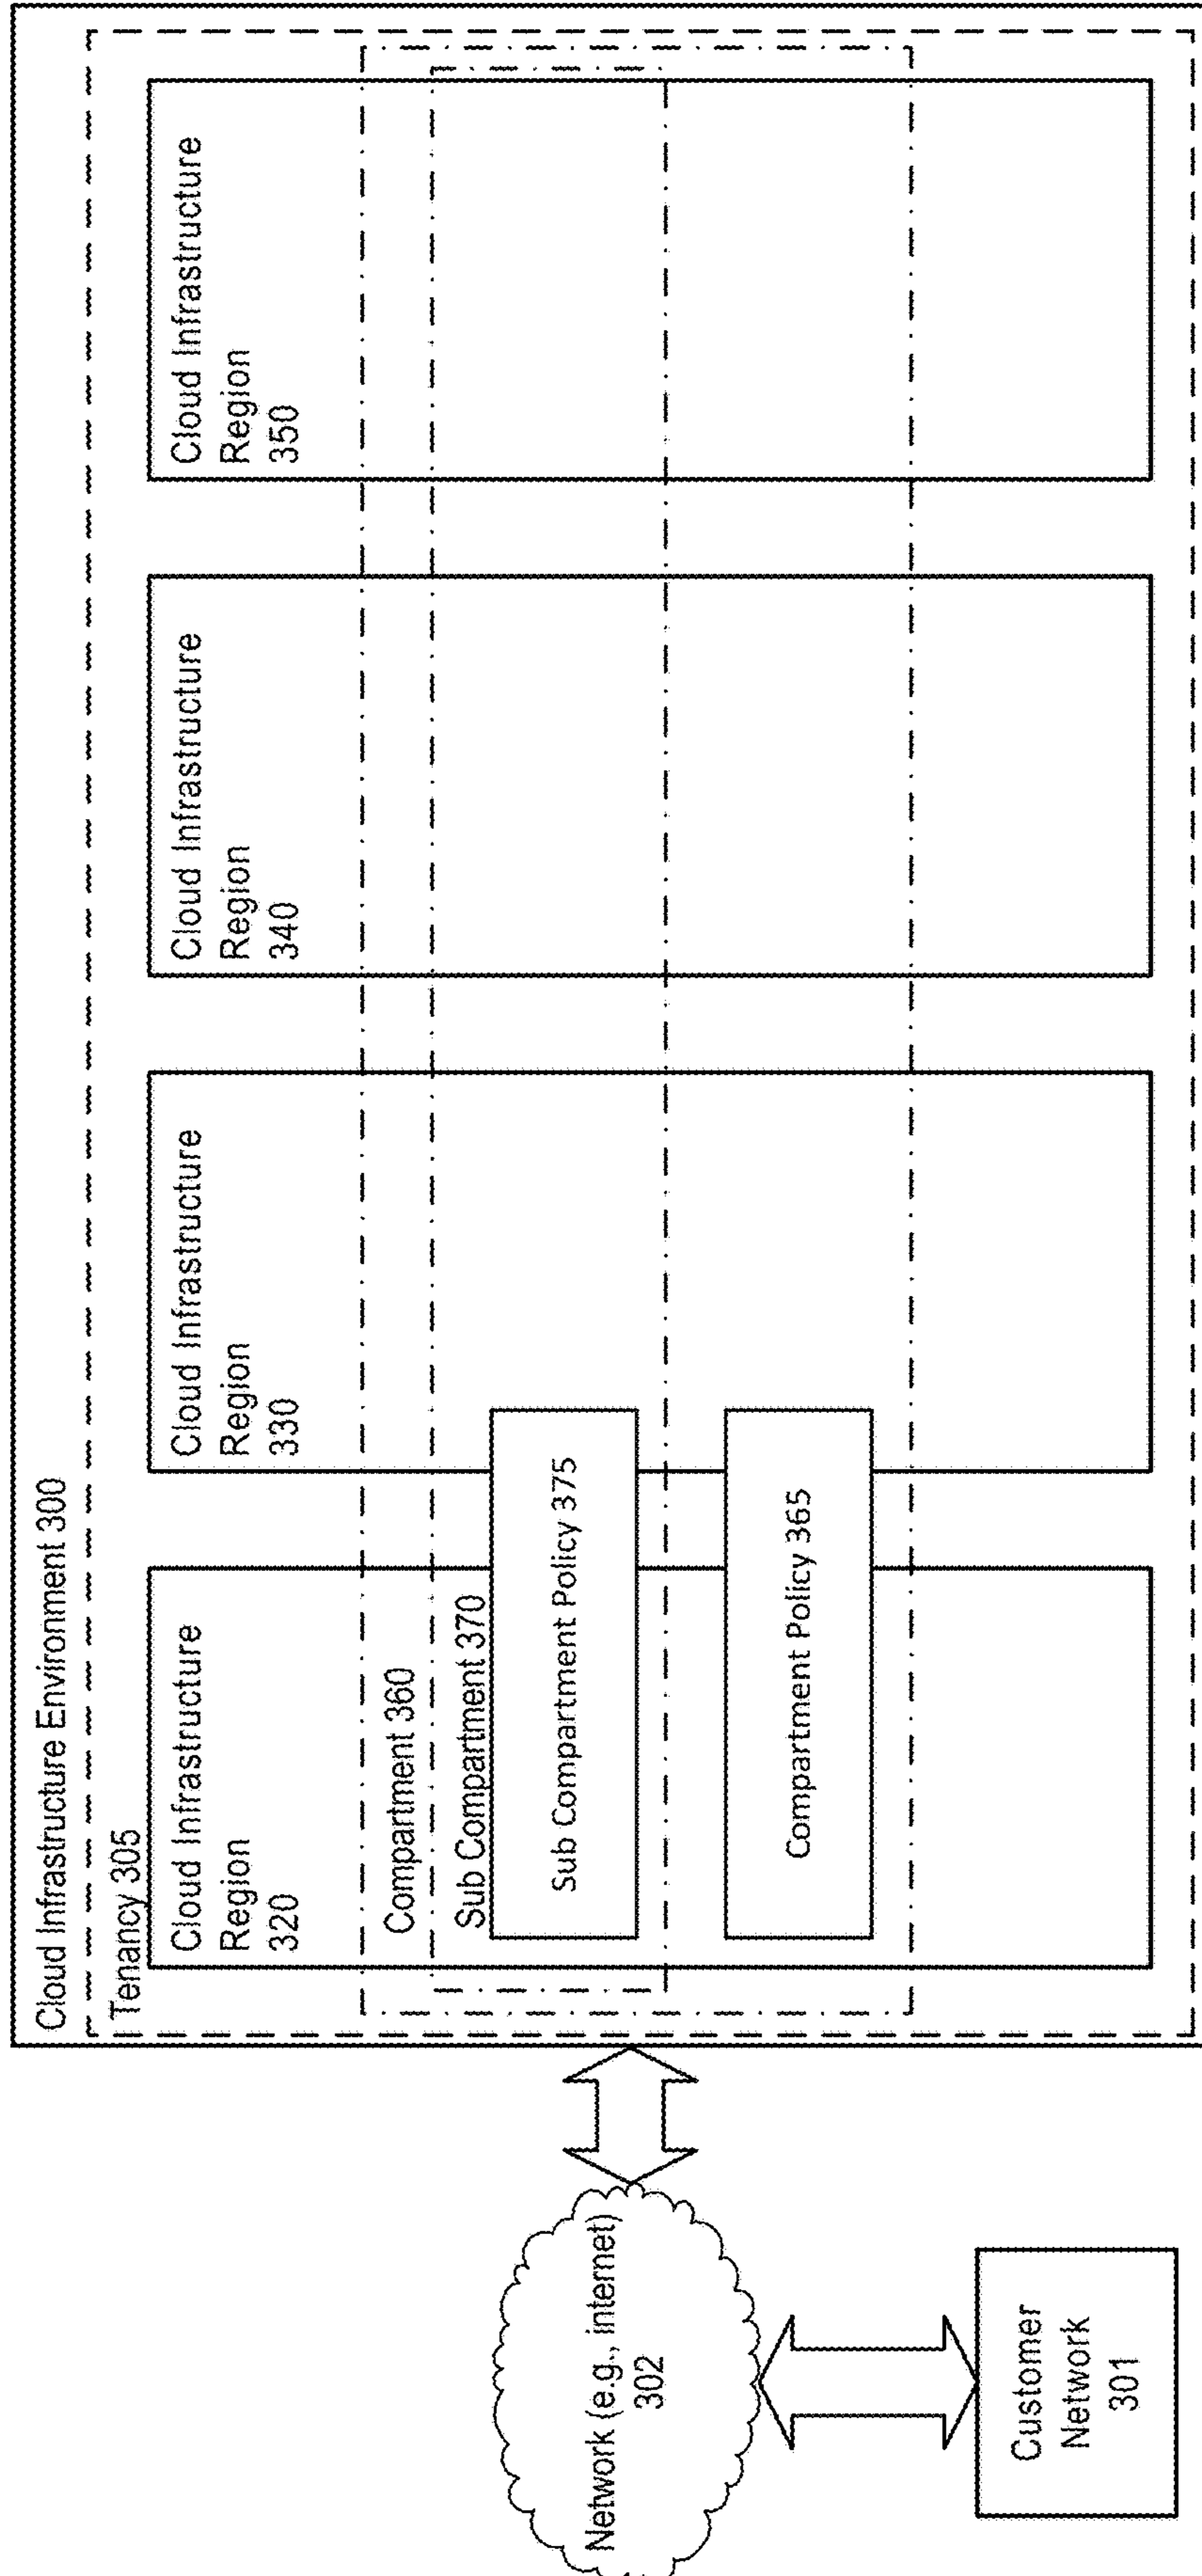 Cloud Infrastructure Environment 300
Tenancy 305
Cloud Infrastructure
Region
320
Cloud Infrastructure
Region
330
Cloud Infrastructure
Region
340
Cloud Infrastructure
Region
350
Compartment 360
Sub Compartment 370
Sub Compartment Policy 375
Compartment Policy 365
Network (e.g., internet)
302
Customer
Network
301